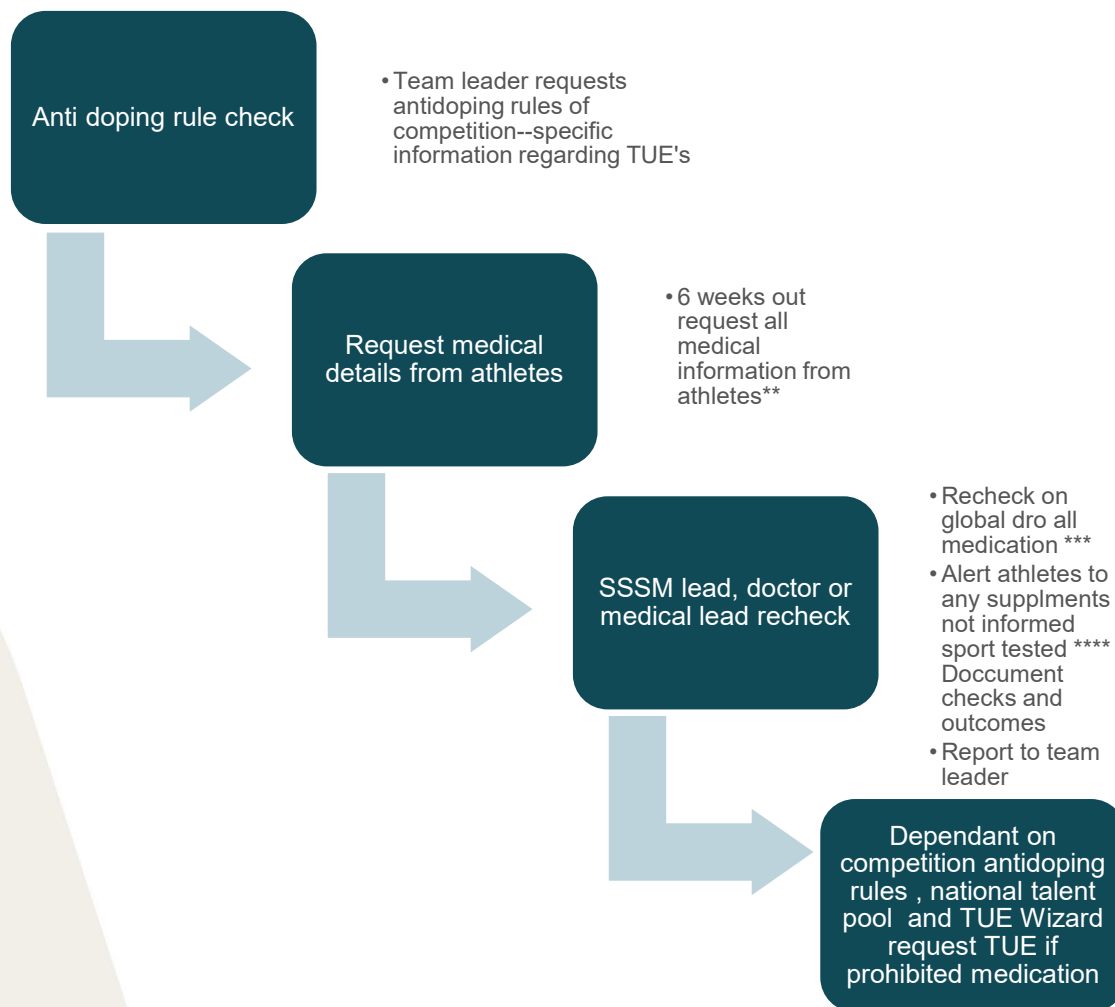 Anti doping rule check
• Team leader requests
antidoping rules of
competition--specific
information regarding TUE's
Request medical
details from athletes
• 6 weeks out
request all
medical
information from
athletes**
SSSM lead, doctor or
medical lead recheck
• Recheck on
global dro all
medication ***
• Alert athletes to
any supplments
not informed
sport tested ****
Doccument
checks and
outcomes
• Report to team
leader
Dependant on
competition antidoping
rules , national talent
pool and TUE Wizard
request TUE if
prohibited medication